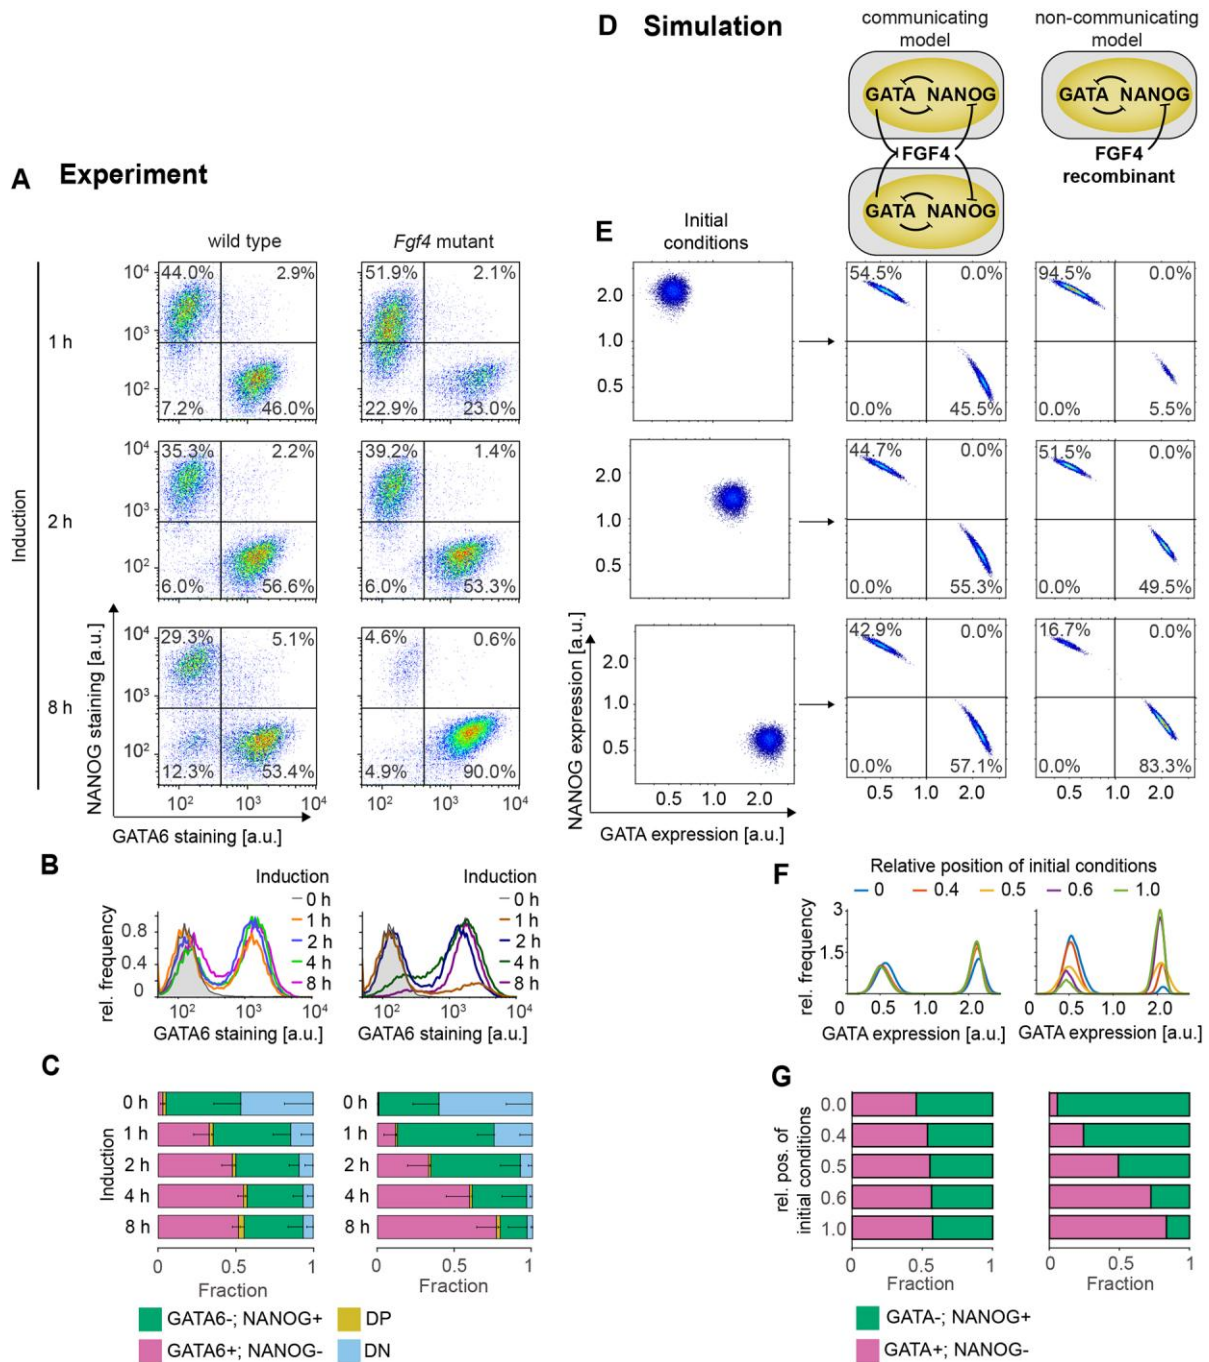 D Simulation
communicating
model
non-communicating
model
GATA NANOG
GATA NANOG
FGF4
FGF4
recombinant
GATA NANOG
A Experiment
wild type
Fgf4 mutant
E
Initial
conditions
Induction
1 h
2 h
8 h
10⁴
10³
10²
44.0%
2.9%
7.2%
46.0%
51.9%
2.1%
22.9%
23.0%
10⁴
10³
10²
35.3%
2.2%
6.0%
56.6%
39.2%
1.4%
6.0%
53.3%
10⁴
10³
10²
29.3%
5.1%
12.3%
53.4%
4.6%
0.6%
4.9%
90.0%
10² 10³ 10⁴
10² 10³ 10⁴
NANOG staining [a.u.]
GATA6 staining [a.u.]
2.0
1.0
0.5
54.5%
0.0%
0.0%
45.5%
94.5%
0.0%
0.0%
5.5%
2.0
1.0
0.5
44.7%
0.0%
0.0%
55.3%
51.5%
0.0%
0.0%
49.5%
2.0
1.0
0.5
42.9%
0.0%
0.0%
57.1%
16.7%
0.0%
0.0%
83.3%
0.5 1.0 2.0
0.5 1.0 2.0
0.5 1.0 2.0
NANOG expression [a.u.]
GATA expression [a.u.]
B
Induction
0 h
1 h
2 h
4 h
8 h
Induction
0 h
1 h
2 h
4 h
8 h
rel. frequency
0.8
0.4
0
10² 10³ 10⁴
10² 10³ 10⁴
GATA6 staining [a.u.]
GATA6 staining [a.u.]
F
Relative position of initial conditions
0 0.4 0.5 0.6 1.0
rel. frequency
3
1.5
0
0.5 1.0 2.0
0.5 1.0 2.0
GATA expression [a.u.]
GATA expression [a.u.]
C
Induction
0 h
1 h
2 h
4 h
8 h
0 h
1 h
2 h
4 h
8 h
0 0.5 1
0 0.5 1
Fraction
Fraction
GATA6-; NANOG+
DP
GATA6+; NANOG-
DN
G
rel. pos. of
initial conditions
0.0
0.4
0.5
0.6
1.0
0 0.5 1
0 0.5 1
Fraction
Fraction
GATA-; NANOG+
GATA+; NANOG-